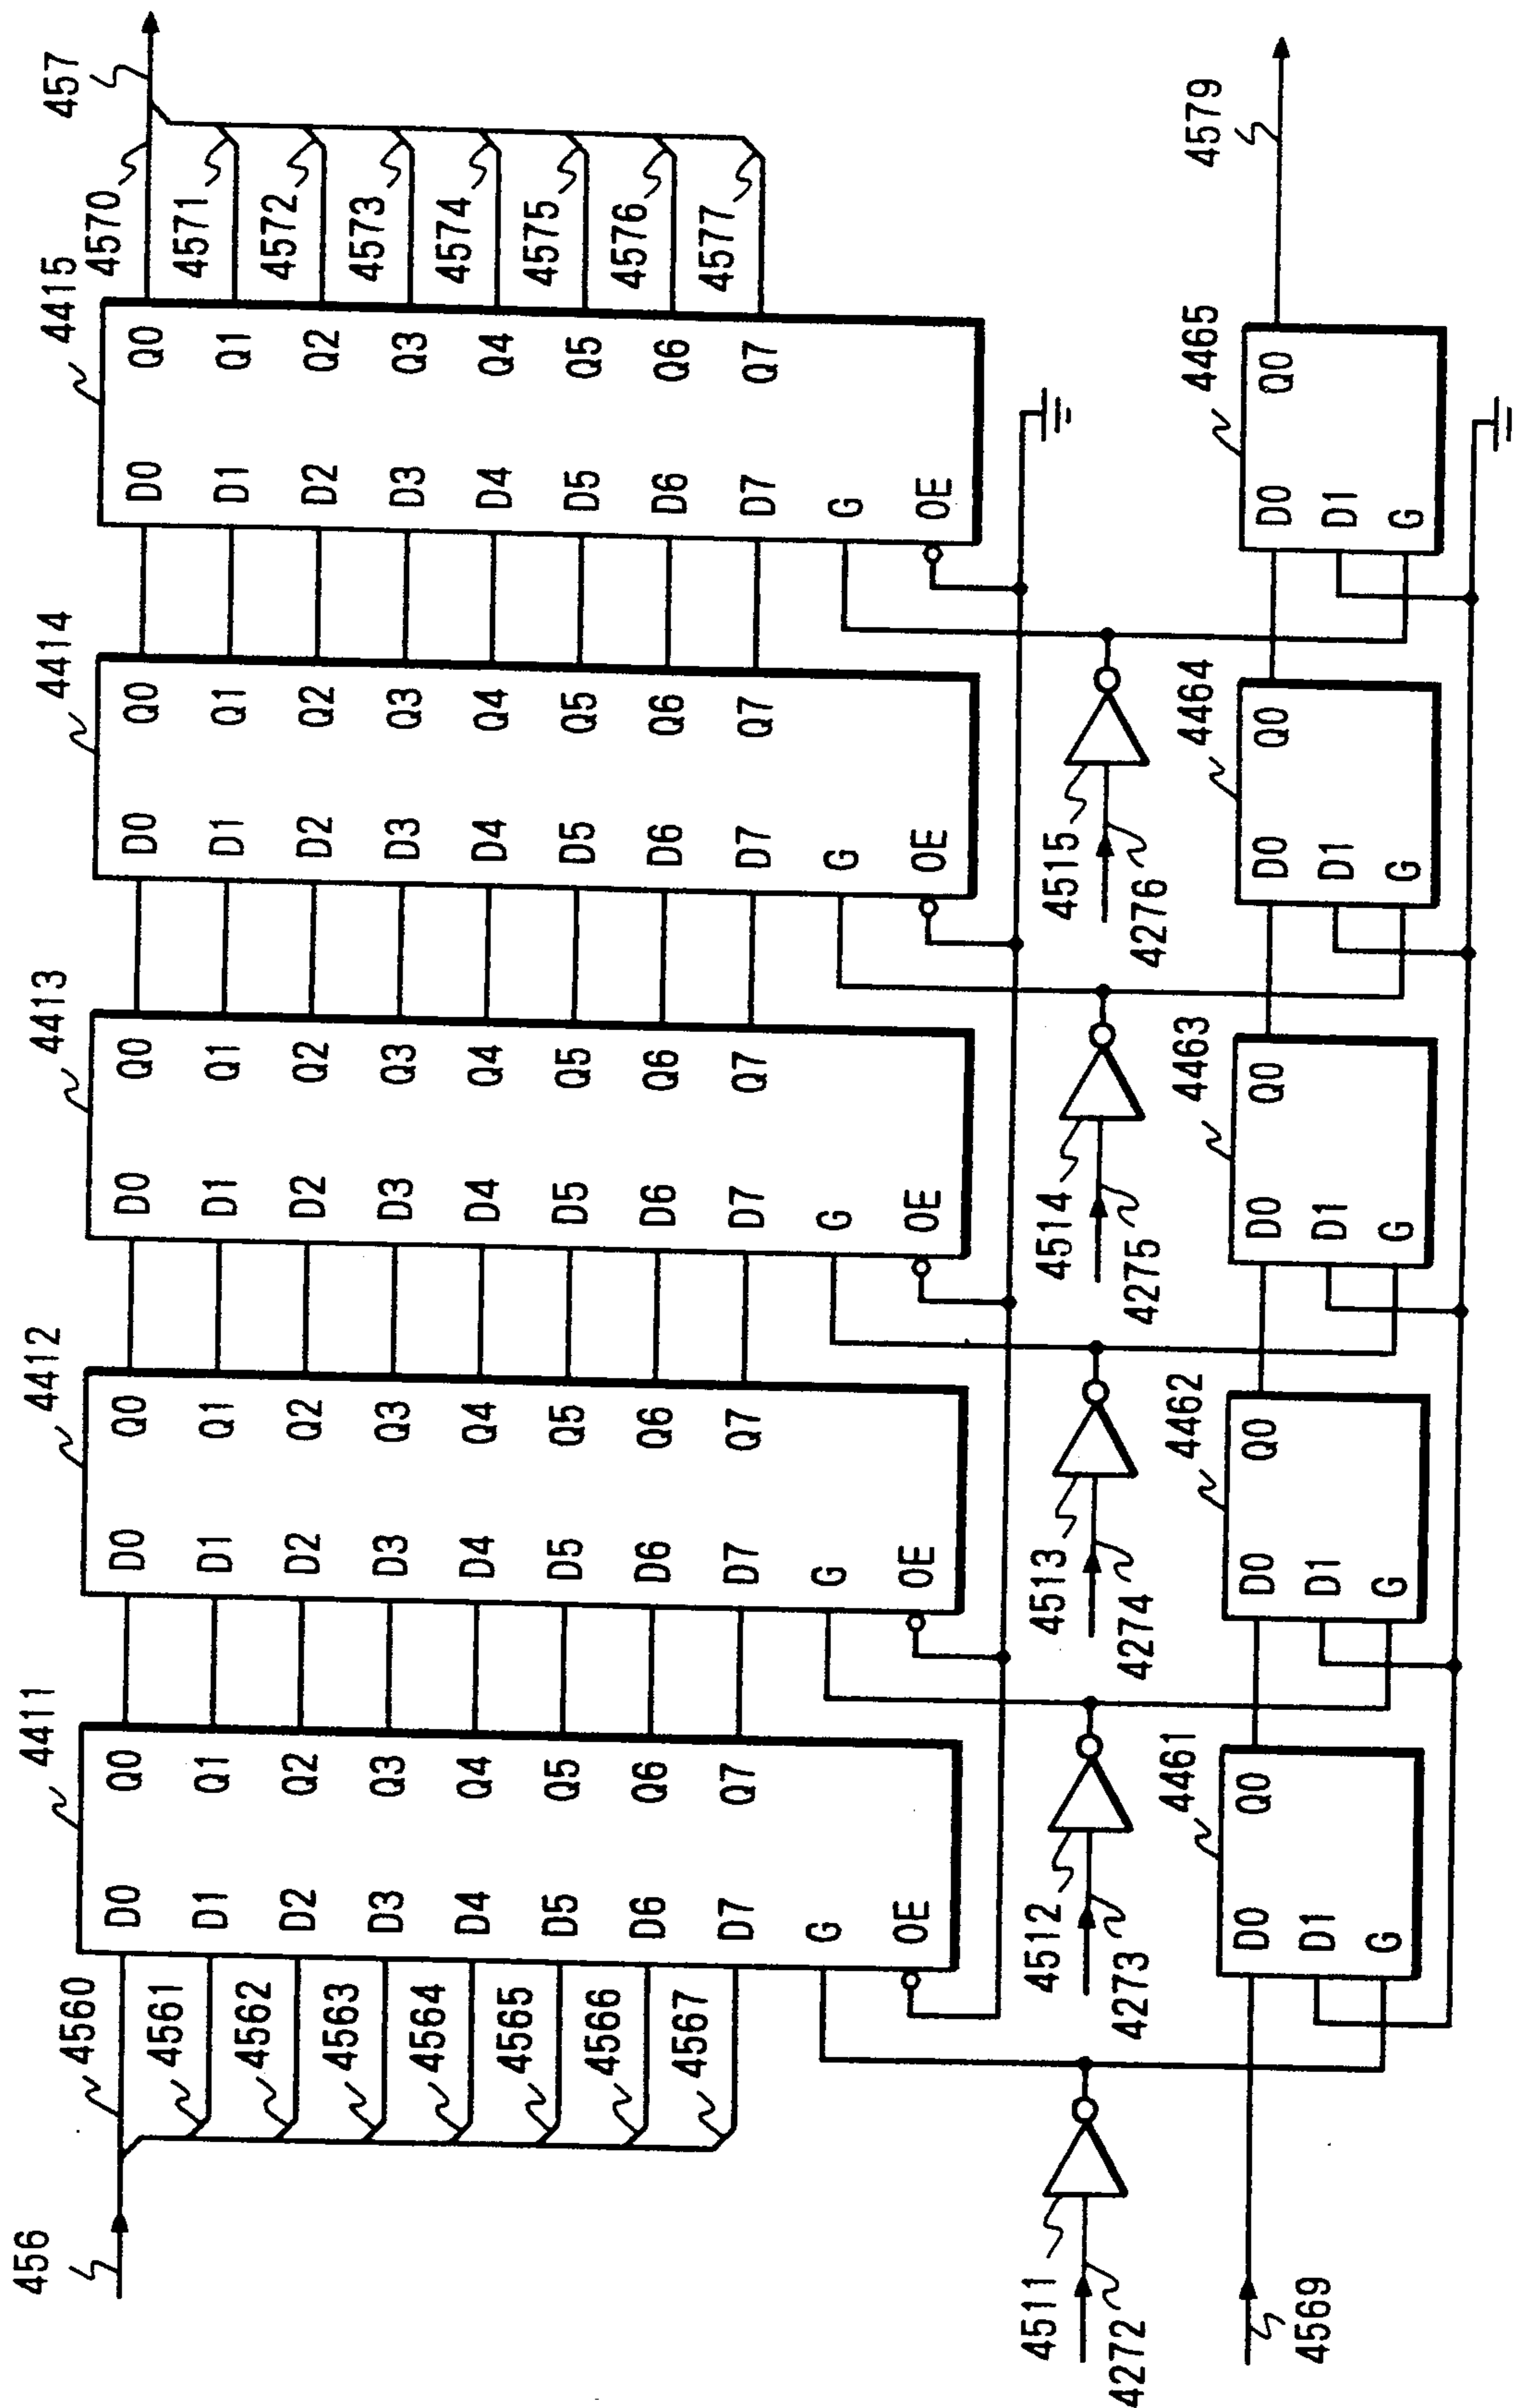 456 4411 4412 4413 4414 4415 457
4560 4570
D0 Q0 D0 Q0 D0 Q0 D0 Q0 D0 Q0
4561 4571
D1 Q1 D1 Q1 D1 Q1 D1 Q1 D1 Q1
4562 4572
D2 Q2 D2 Q2 D2 Q2 D2 Q2 D2 Q2
4563 4573
D3 Q3 D3 Q3 D3 Q3 D3 Q3 D3 Q3
4564 4574
D4 Q4 D4 Q4 D4 Q4 D4 Q4 D4 Q4
4565 4575
D5 Q5 D5 Q5 D5 Q5 D5 Q5 D5 Q5
4566 4576
D6 Q6 D6 Q6 D6 Q6 D6 Q6 D6 Q6
4567 4577
D7 Q7 D7 Q7 D7 Q7 D7 Q7 D7 Q7
G G G G G
OE OE OE OE OE
4511 4512 4513 4514 4515
4272 4273 4274 4275 4276
4461 4462 4463 4464 4465 4579
D0 Q0 D0 Q0 D0 Q0 D0 Q0 D0 Q0
4569
D1 D1 D1 D1 D1
G G G G G